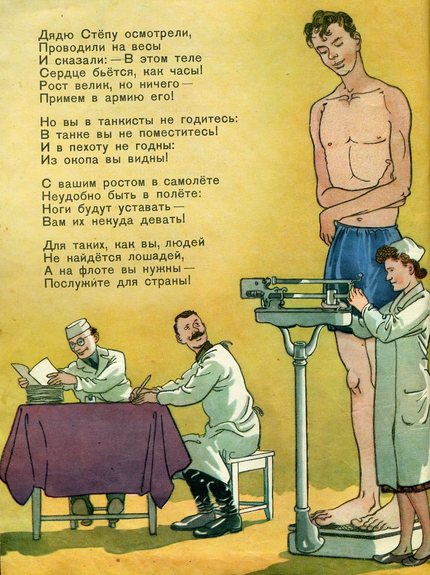 Дядю Стёпу осмотрели,
Проводили на весы
И сказали: — В этом теле
Сердце бьётся, как часы!
Рост велик, но ничего —
Примем в армию его!
Но вы в танкисты не годитесь:
В танке вы не поместитесь!
И в пехоту не годны:
Из окопа вы видны!
С вашим ростом в самолёте
Неудобно быть в полёте:
Ноги будут уставать —
Вам их некуда девать!
Для таких, как вы, людей
Не найдётся лошадей,
А на флоте вы нужны —
Послужите для страны!